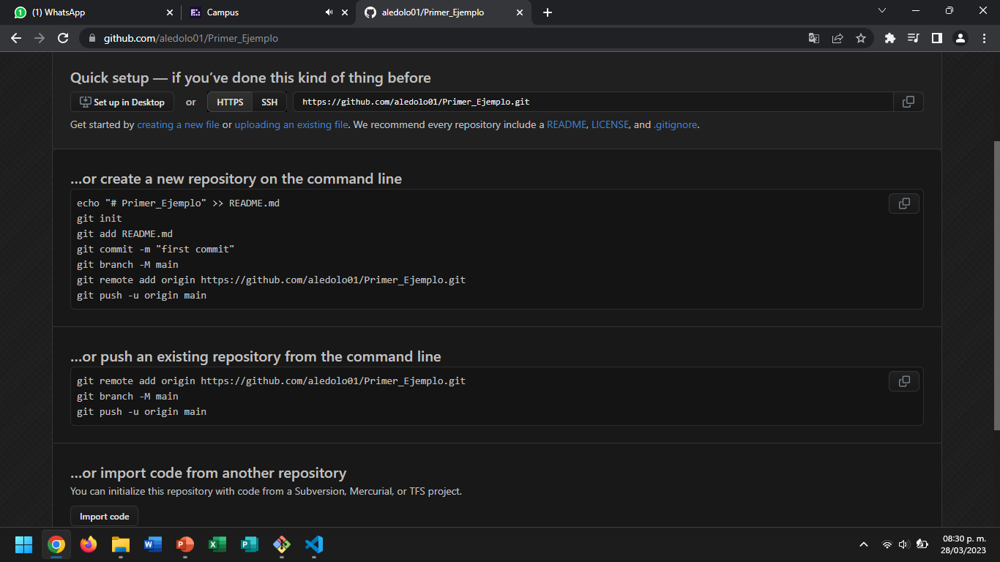 (1) WhatsApp
Campus
aledolo01/Primer_Ejemplo
github.com/aledolo01/Primer_Ejemplo
Quick setup — if you’ve done this kind of thing before
Set up in Desktop or HTTPS SSH https://github.com/aledolo01/Primer_Ejemplo.git
Get started by creating a new file or uploading an existing file. We recommend every repository include a README, LICENSE, and .gitignore.
…or create a new repository on the command line
echo "# Primer_Ejemplo" >> README.md
git init
git add README.md
git commit -m "first commit"
git branch -M main
git remote add origin https://github.com/aledolo01/Primer_Ejemplo.git
git push -u origin main
…or push an existing repository from the command line
git remote add origin https://github.com/aledolo01/Primer_Ejemplo.git
git branch -M main
git push -u origin main
…or import code from another repository
You can initialize this repository with code from a Subversion, Mercurial, or TFS project.
Import code
08:30 p. m.
28/03/2023